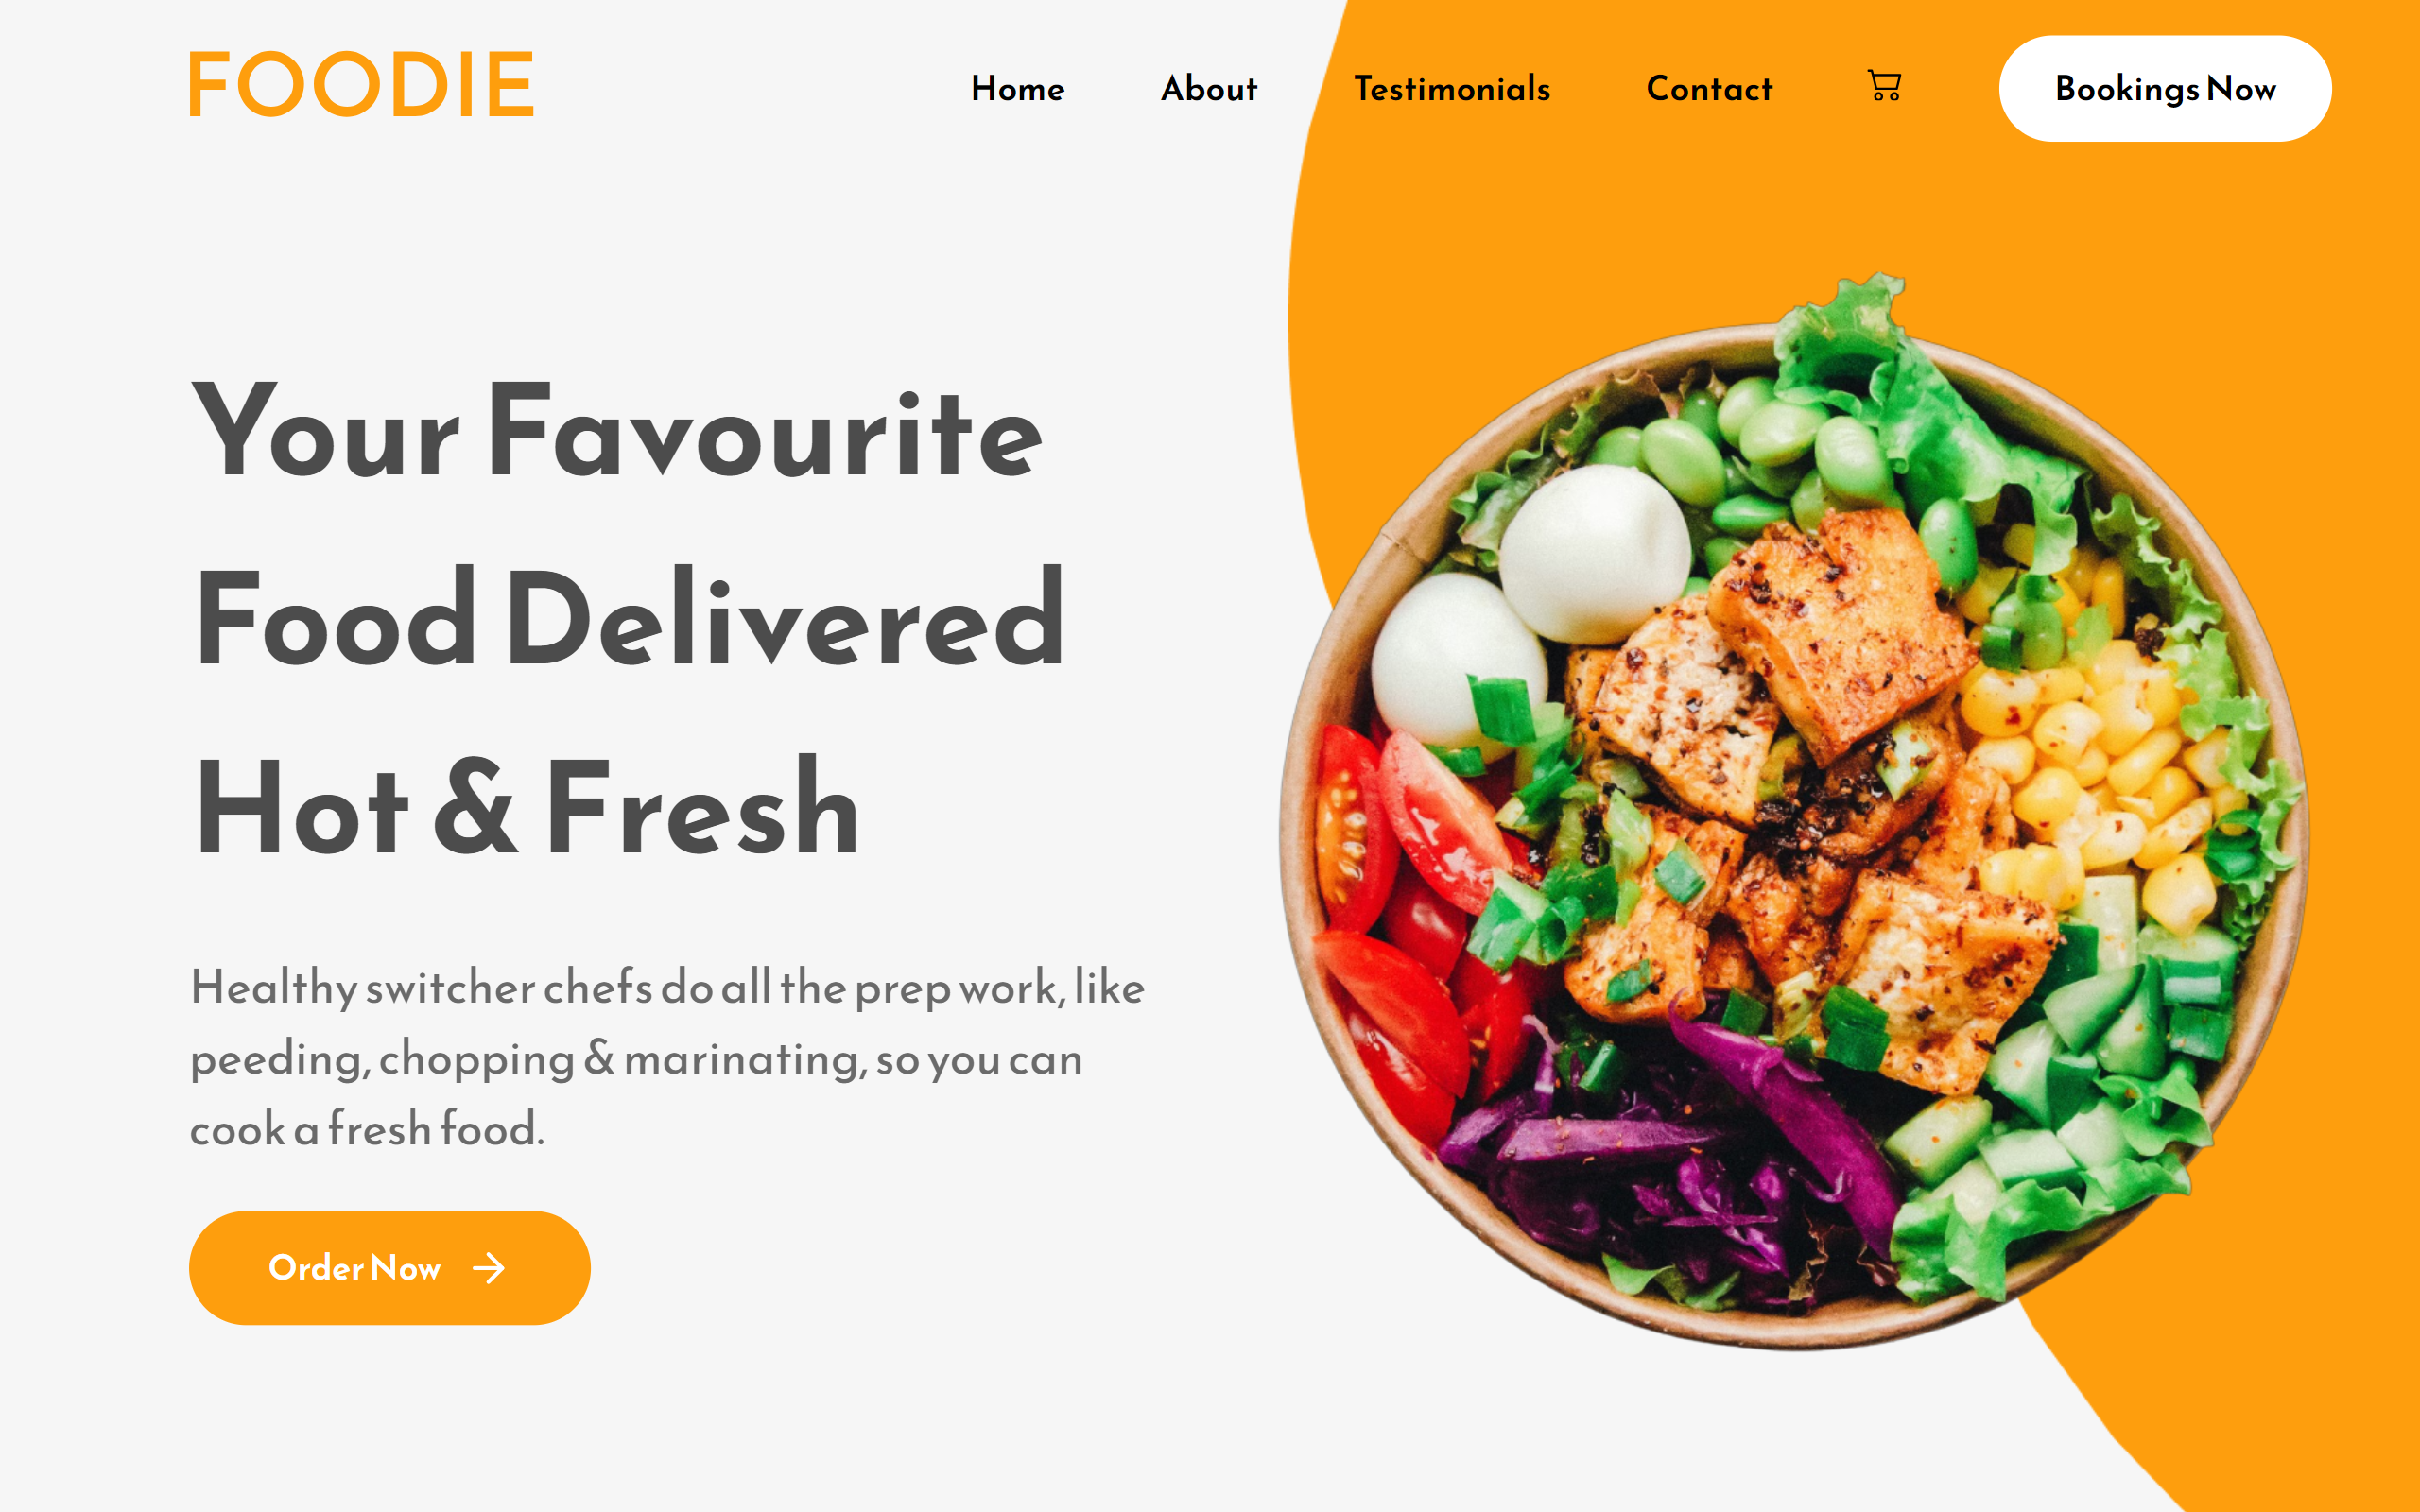 FOODIE
Home
About
Testimonials
Contact
Bookings Now
Your Favourite
Food Delivered
Hot & Fresh
Healthy switcher chefs do all the prep work, like
peeding, chopping & marinating, so you can
cook a fresh food.
Order Now